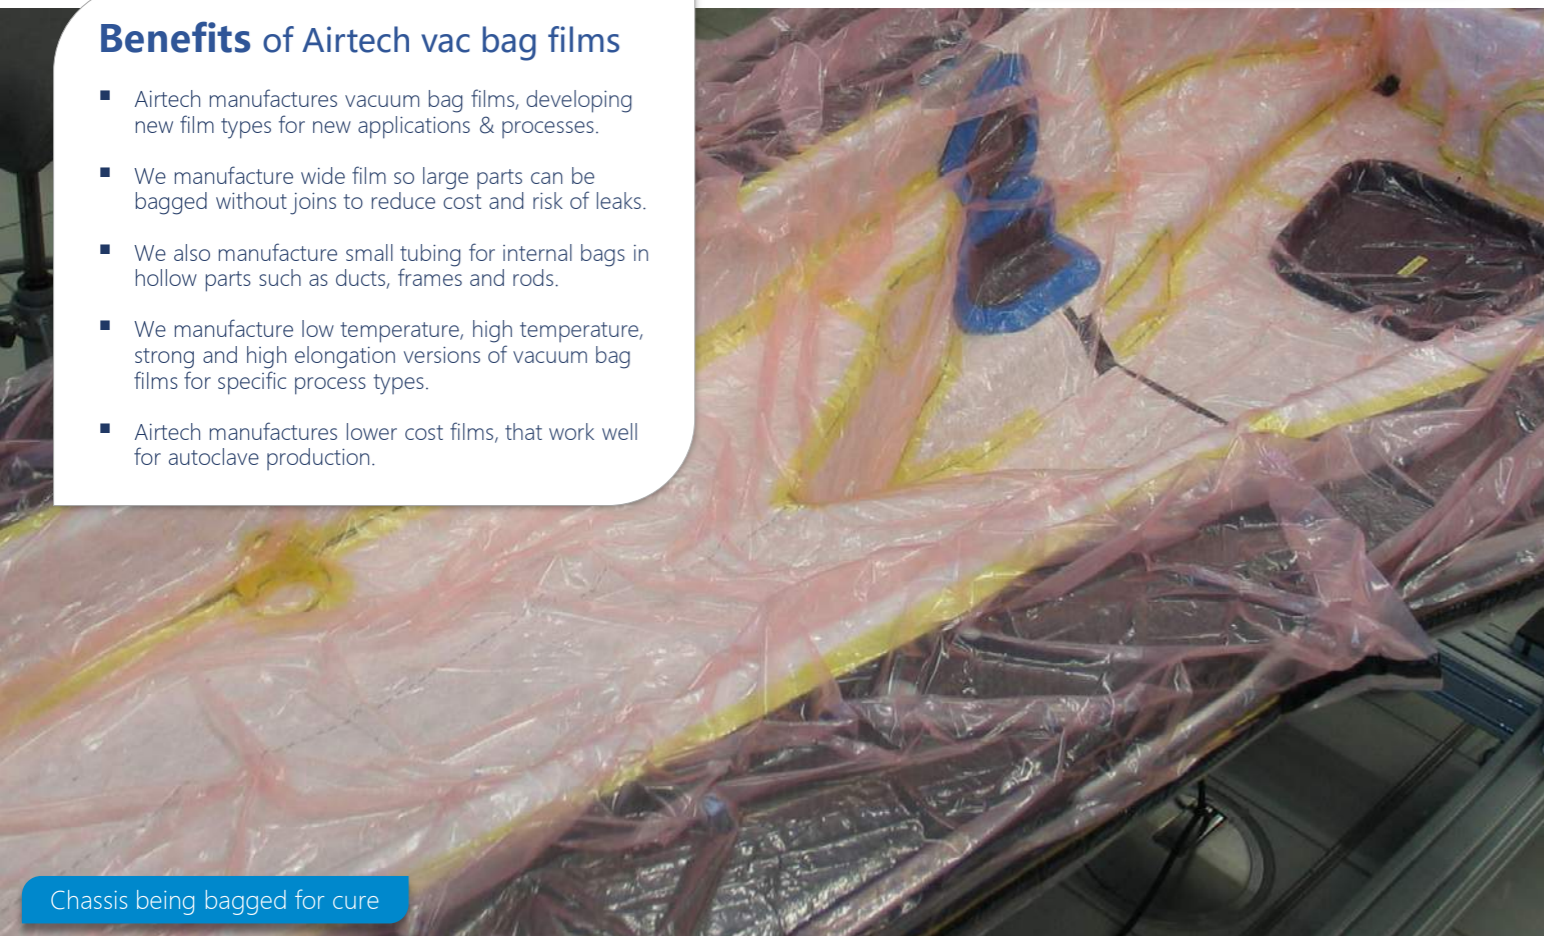 Benefits of Airtech vac bag films
▪ Airtech manufactures vacuum bag films, developing
new film types for new applications & processes.
▪ We manufacture wide film so large parts can be
bagged without joins to reduce cost and risk of leaks.
▪ We also manufacture small tubing for internal bags in
hollow parts such as ducts, frames and rods.
▪ We manufacture low temperature, high temperature,
strong and high elongation versions of vacuum bag
films for specific process types.
▪ Airtech manufactures lower cost films, that work well
for autoclave production.
Chassis being bagged for cure